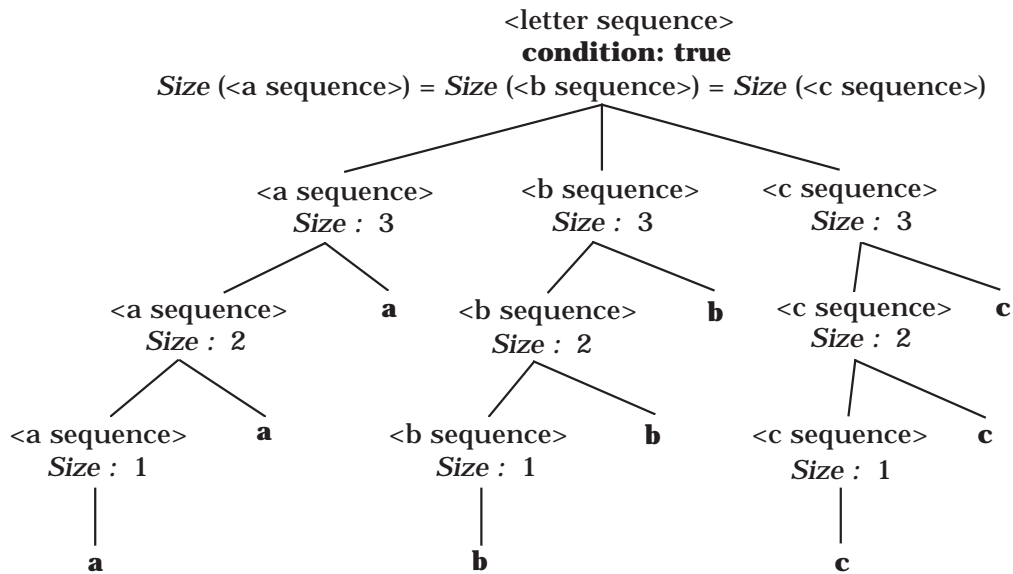 <letter sequence>
condition: true
Size (<a sequence>) = Size (<b sequence>) = Size (<c sequence>)
<a sequence> <b sequence> <c sequence>
Size : 3 Size : 3 Size : 3
<a sequence> a <b sequence> b <c sequence> c
Size : 2 Size : 2 Size : 2
<a sequence> a <b sequence> b <c sequence> c
Size : 1 Size : 1 Size : 1
a b c